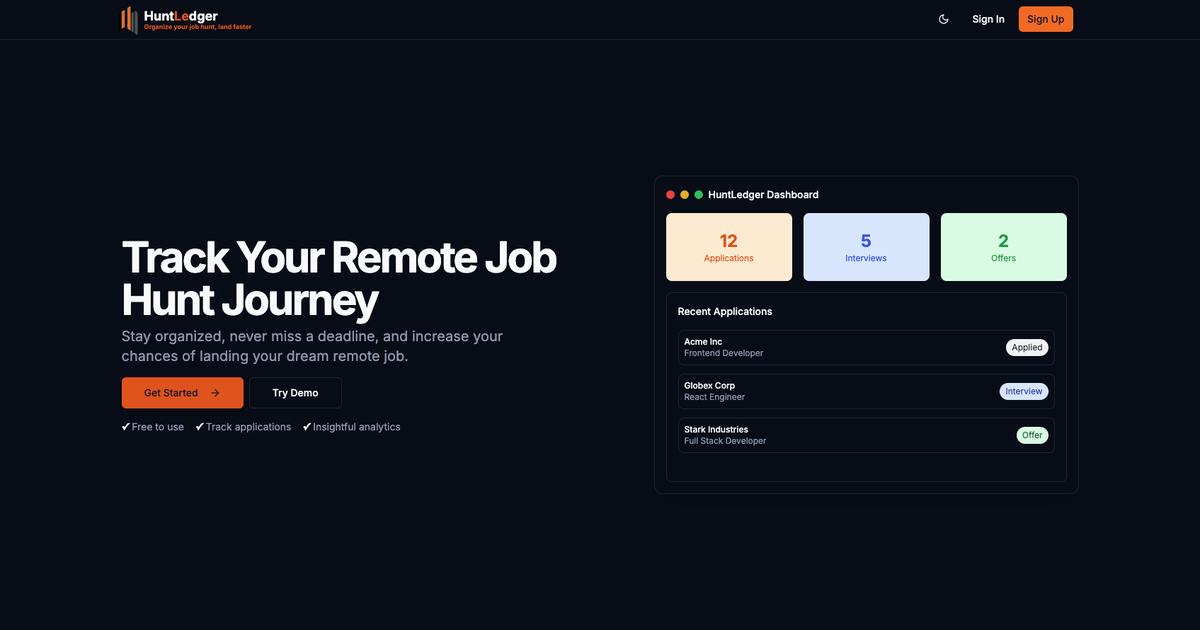 HuntLedger
Organize your job hunt, land faster
Sign In
Sign Up
Track Your Remote Job
Hunt Journey
Stay organized, never miss a deadline, and increase your
chances of landing your dream remote job.
Get Started →
Try Demo
✔ Free to use ✔ Track applications ✔ Insightful analytics
HuntLedger Dashboard
12
Applications
5
Interviews
2
Offers
Recent Applications
Acme Inc
Frontend Developer
Applied
Globex Corp
React Engineer
Interview
Stark Industries
Full Stack Developer
Offer